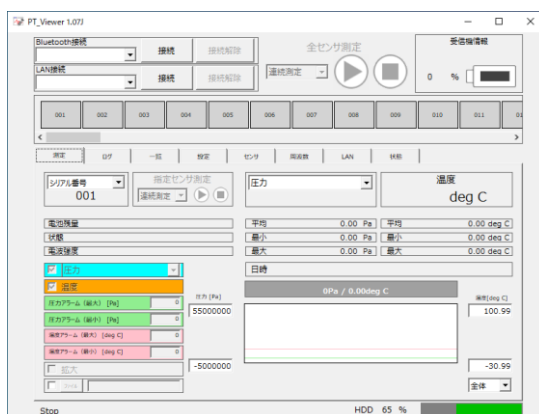 PT_Viewer 1.07J
Bluetooth接続
接続 接続解除
LAN接続
接続 接続解除
全センサ測定
連続測定
受信機情報
0 %
001 002 003 004 005 006 007 008 009 010 011 01
測定 ログ 一括 設定 センサ 周波数 LAN 状態
シリアル番号
001
指定センサ測定
連続測定
圧力
温度
deg C
電池残量
状態
電波強度
平均 0.00 Pa 平均 0.00 deg C
最小 0.00 Pa 最小 0.00 deg C
最大 0.00 Pa 最大 0.00 deg C
圧力
日時
温度
0Pa / 0.00deg C
圧力アラーム (最大) [Pa] 0
圧力アラーム (最小) [Pa] 0
温度アラーム (最大) [deg C] 0
温度アラーム (最小) [deg C] 0
拡大
圧力 [Pa]
55000000
-5000000
温度[deg C]
100.99
-30.99
全体
Stop
HDD 65 %